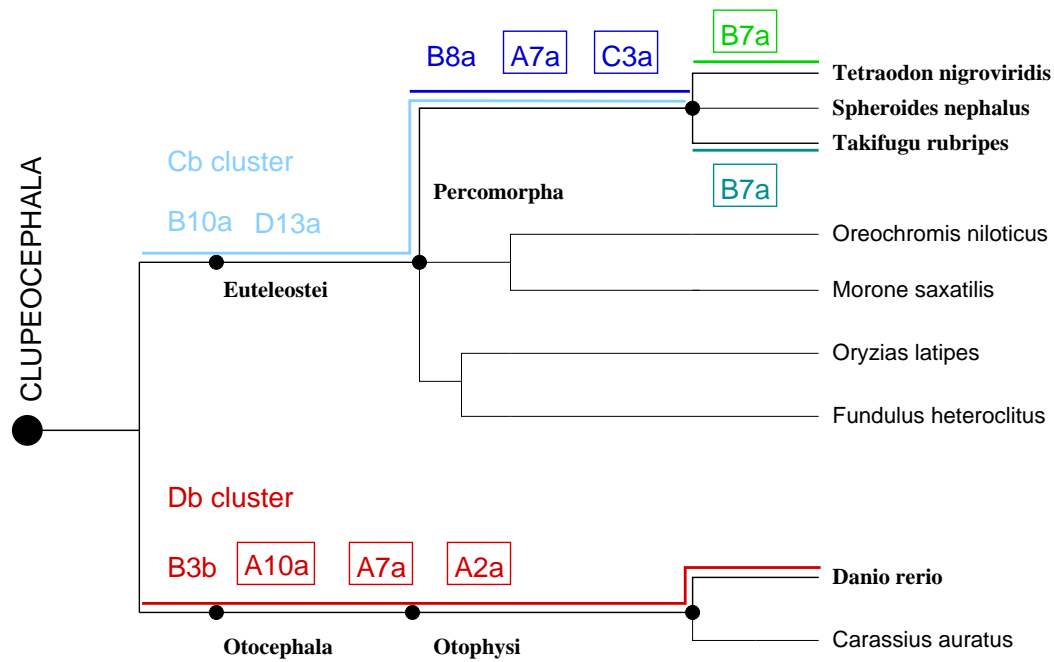 B7a
B8a A7a C3a
Tetraodon nigroviridis
Spheroides nephalus
Takifugu rubripes
Cb cluster
B7a
Percomorpha
B10a D13a
Oreochromis niloticus
Euteleostei
Morone saxatilis
CLUPEOCEPHALA
Oryzias latipes
Fundulus heteroclitus
Db cluster
B3b A10a A7a A2a
Danio rerio
Otocephala Otophysi
Carassius auratus